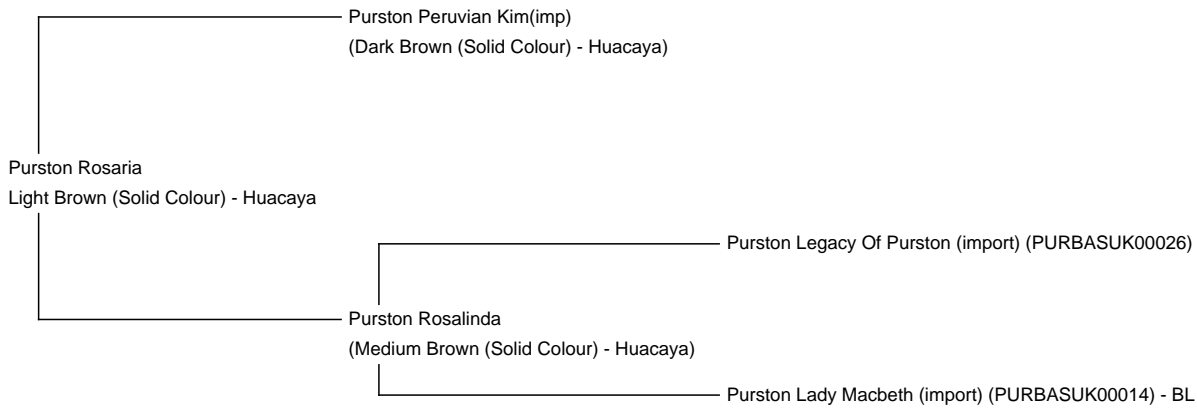 Purston Peruvian Kim(imp)
(Dark Brown (Solid Colour) - Huacaya)
Purston Rosaria
Light Brown (Solid Colour) - Huacaya
Purston Legacy Of Purston (import) (PURBASUK00026)
Purston Rosalinda
(Medium Brown (Solid Colour) - Huacaya)
Purston Lady Macbeth (import) (PURBASUK00014) - BL